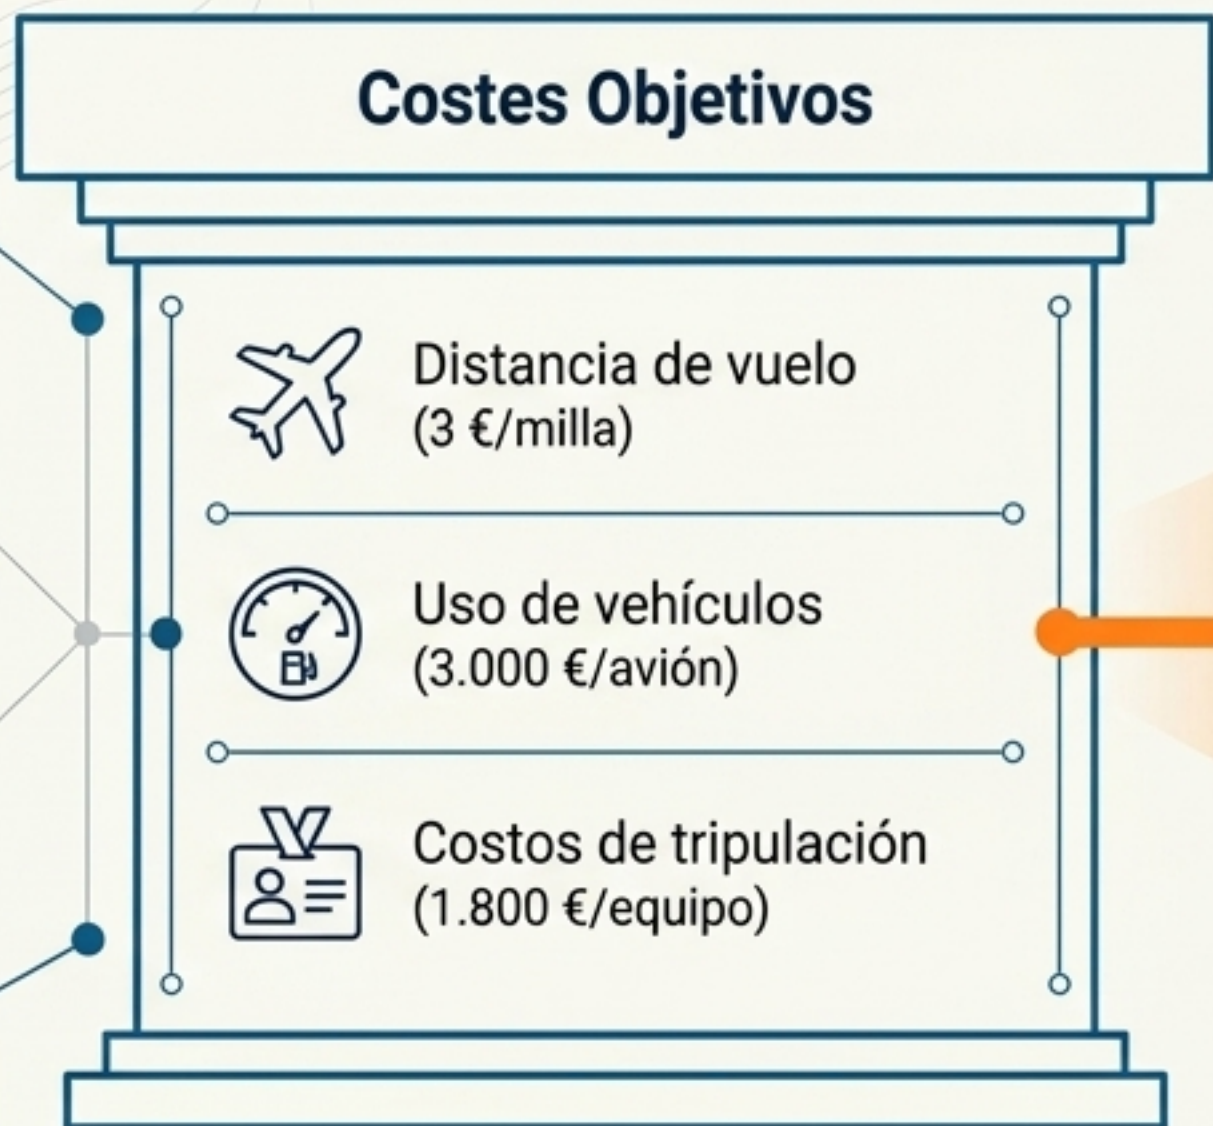 Costes Objetivos
Distancia de vuelo
(3 €/milla)
Uso de vehículos
(3.000 €/avión)
Costos de tripulación
(1.800 €/equipo)